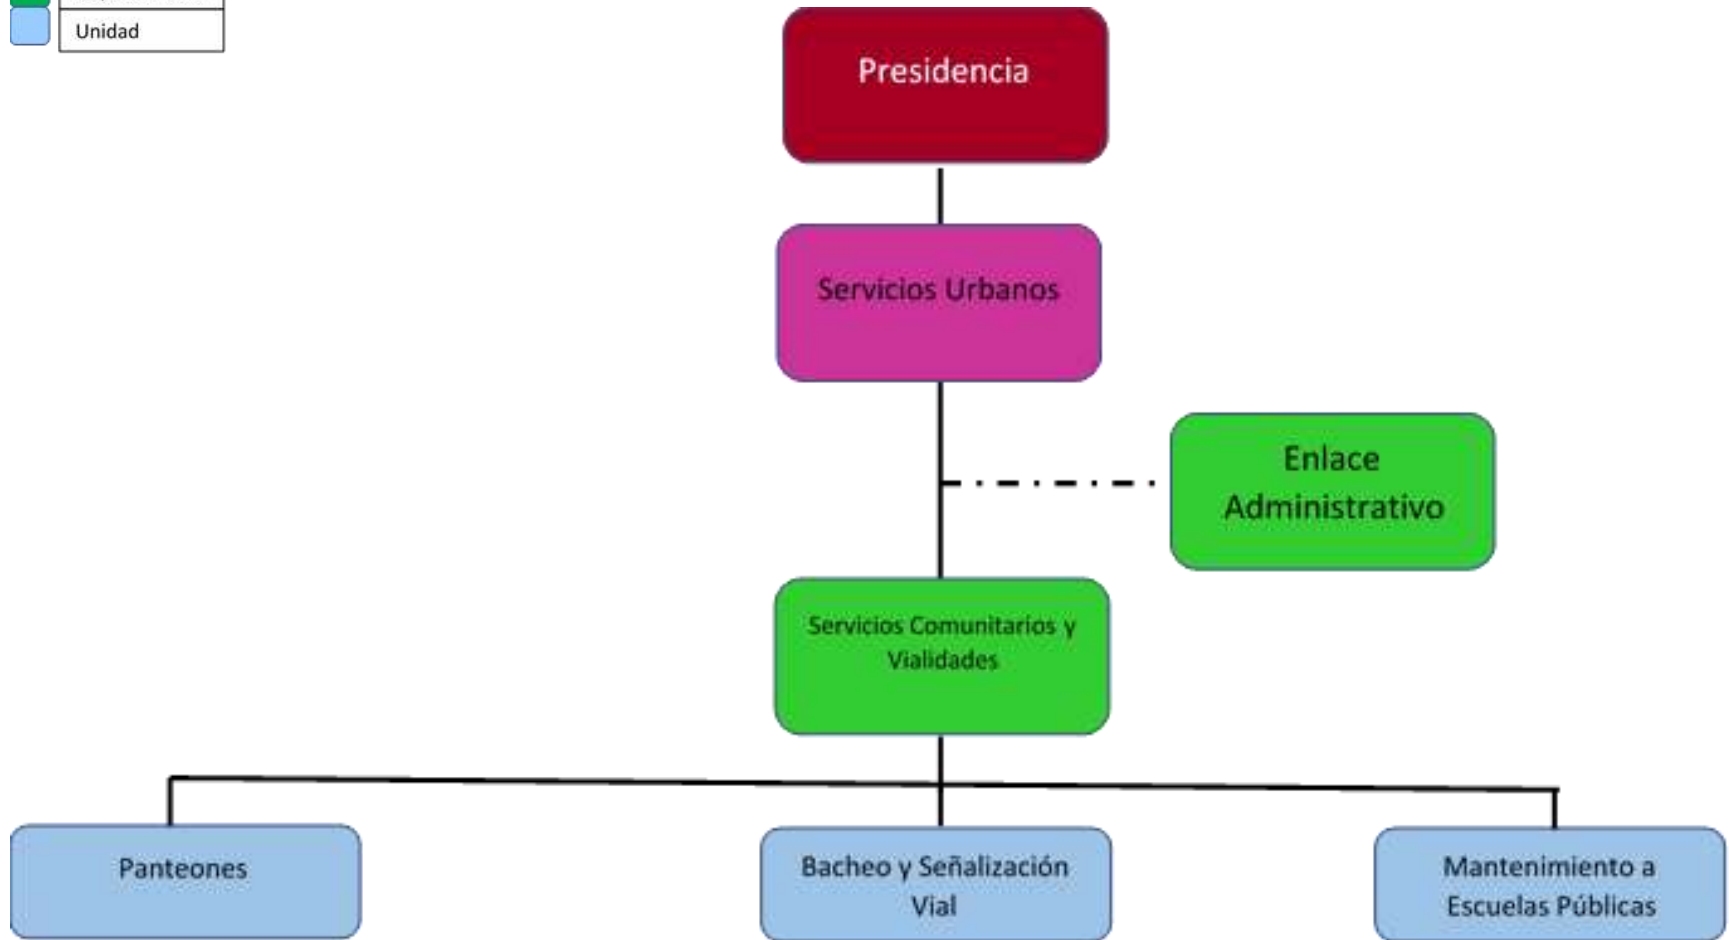 Unidad
Presidencia
Servicios Urbanos
Enlace
Administrativo
Servicios Comunitarios y
Vialidades
Panteones
Bacheo y Señalización
Vial
Mantenimiento a
Escuelas Públicas